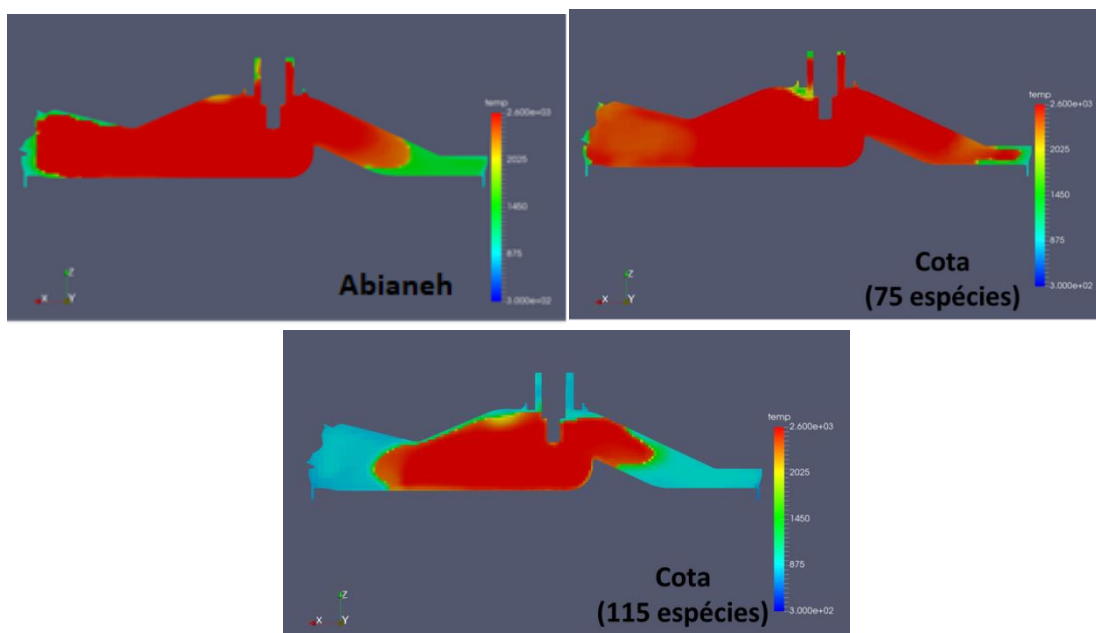 temp
2.600e+03
2025
1450
875
3.000e+02
Z
X
Y
Abianeh
temp
2.600e+03
2025
1450
875
3.000e+02
Z
X
Y
Cota
(75 espécies)
temp
2.600e+03
2025
1450
875
3.000e+02
Z
X
Y
Cota
(115 espécies)